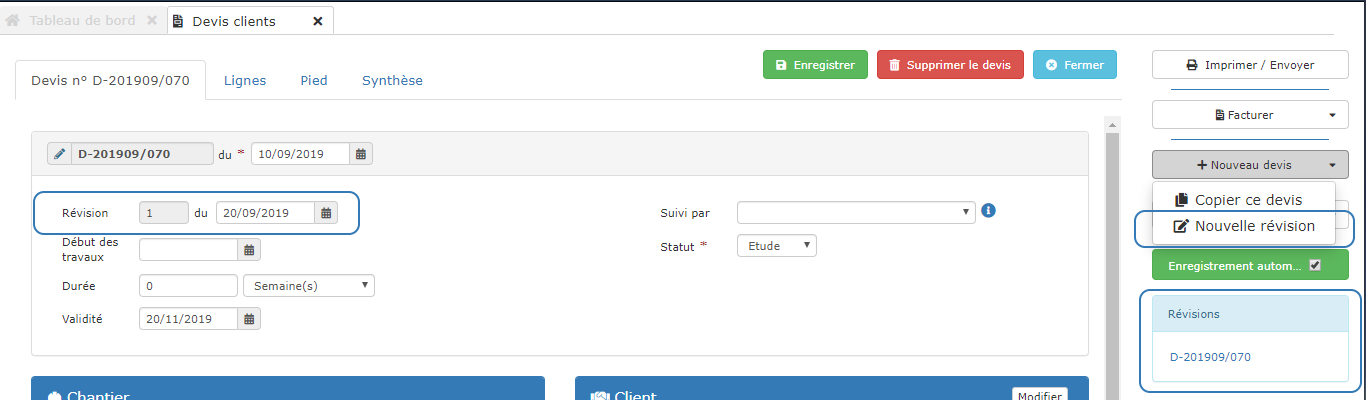 Tableau de bord
Devis clients
Devis n° D-201909/070
Lignes
Pied
Synthèse
Enregistrer
Supprimer le devis
Fermer
Imprimer / Envoyer
Facturer
Nouveau devis
Copier ce devis
Nouvelle révision
Enregistrement autom...
Révisions
D-201909/070
D-201909/070 du * 10/09/2019
Révision 1 du 20/09/2019
Suivi par
Début des
travaux
Statut * Etude
Durée 0 Semaine(s)
Validité 20/11/2019
Chantier
Client
Modifier